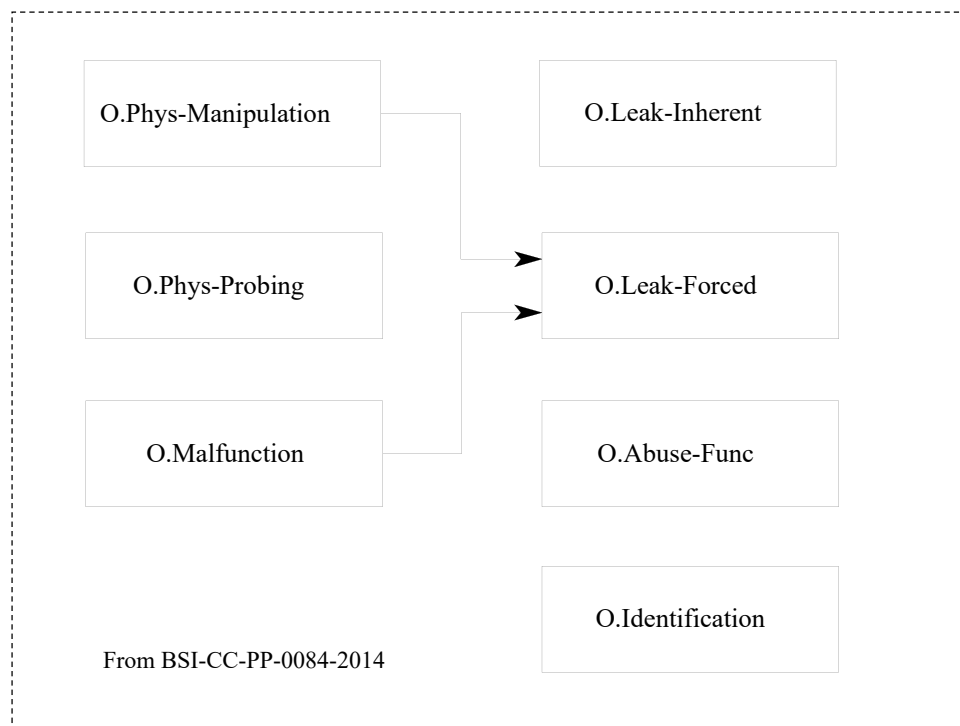 O.Phys-Manipulation
O.Leak-Inherent
O.Phys-Probing
O.Leak-Forced
O.Malfunction
O.Abuse-Func
O.Identification
From BSI-CC-PP-0084-2014